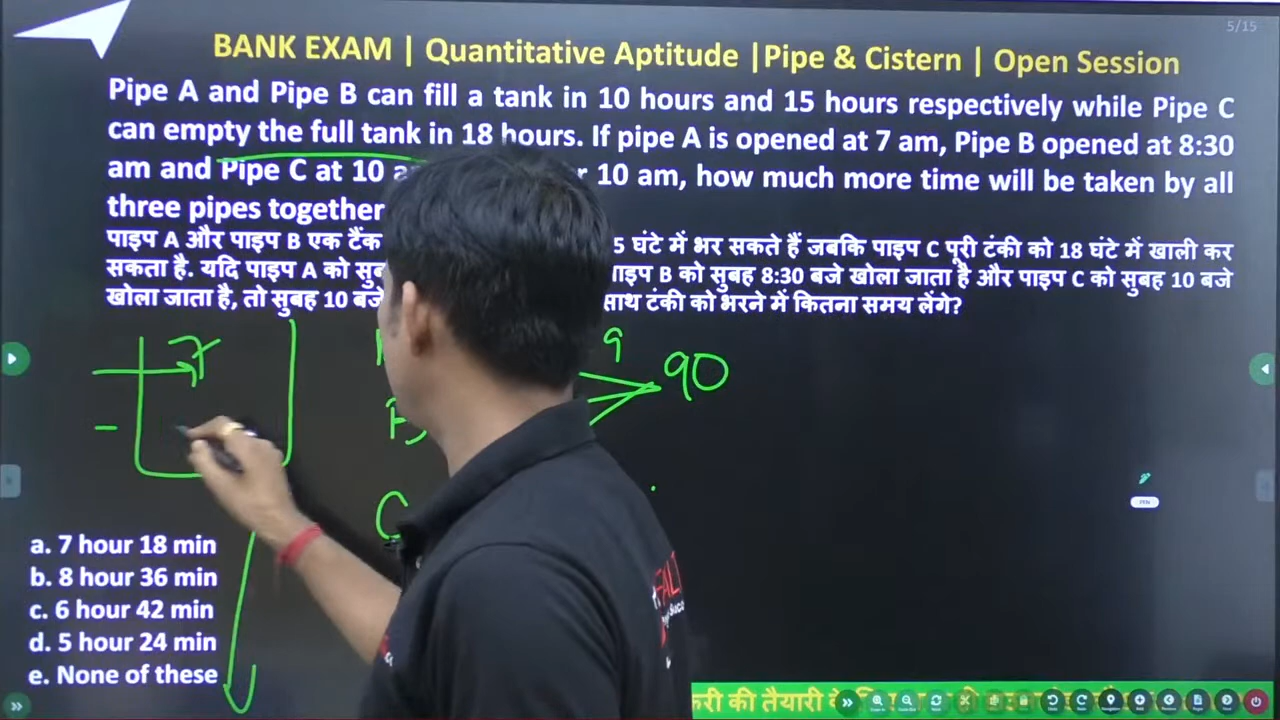 5/15
BANK EXAM | Quantitative Aptitude |Pipe & Cistern | Open Session
Pipe A and Pipe B can fill a tank in 10 hours and 15 hours respectively while Pipe C
can empty the full tank in 18 hours. If pipe A is opened at 7 am, Pipe B opened at 8:30
am and Pipe C at 10 10 am, how much more time will be taken by all
three pipes together
पाइप A और पाइप B एक टैंक 5 घंटे में भर सकते हैं जबकि पाइप C पूरी टंकी को 18 घंटे में खाली कर
सकता है. यदि पाइप A को पाइप B को सुबह 8:30 बजे खोला जाता है और पाइप C को सुबह 10 बजे
खोला जाता है, तो सुबह 10 बजे साथ टंकी को भरने में कितना समय लेंगे?
7
9
90
B
C
a. 7 hour 18 min
b. 8 hour 36 min
c. 6 hour 42 min
d. 5 hour 24 min
e. None of these
PEN
की तैयारी